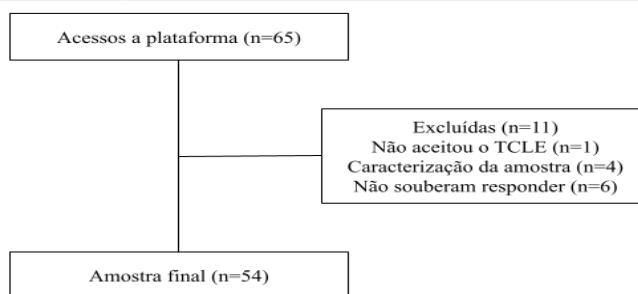 Acessos a plataforma (n=65)
Excluídas (n=11)
Não aceitou o TCLE (n=1)
Caracterização da amostra (n=4)
Não souberam responder (n=6)
Amostra final (n=54)